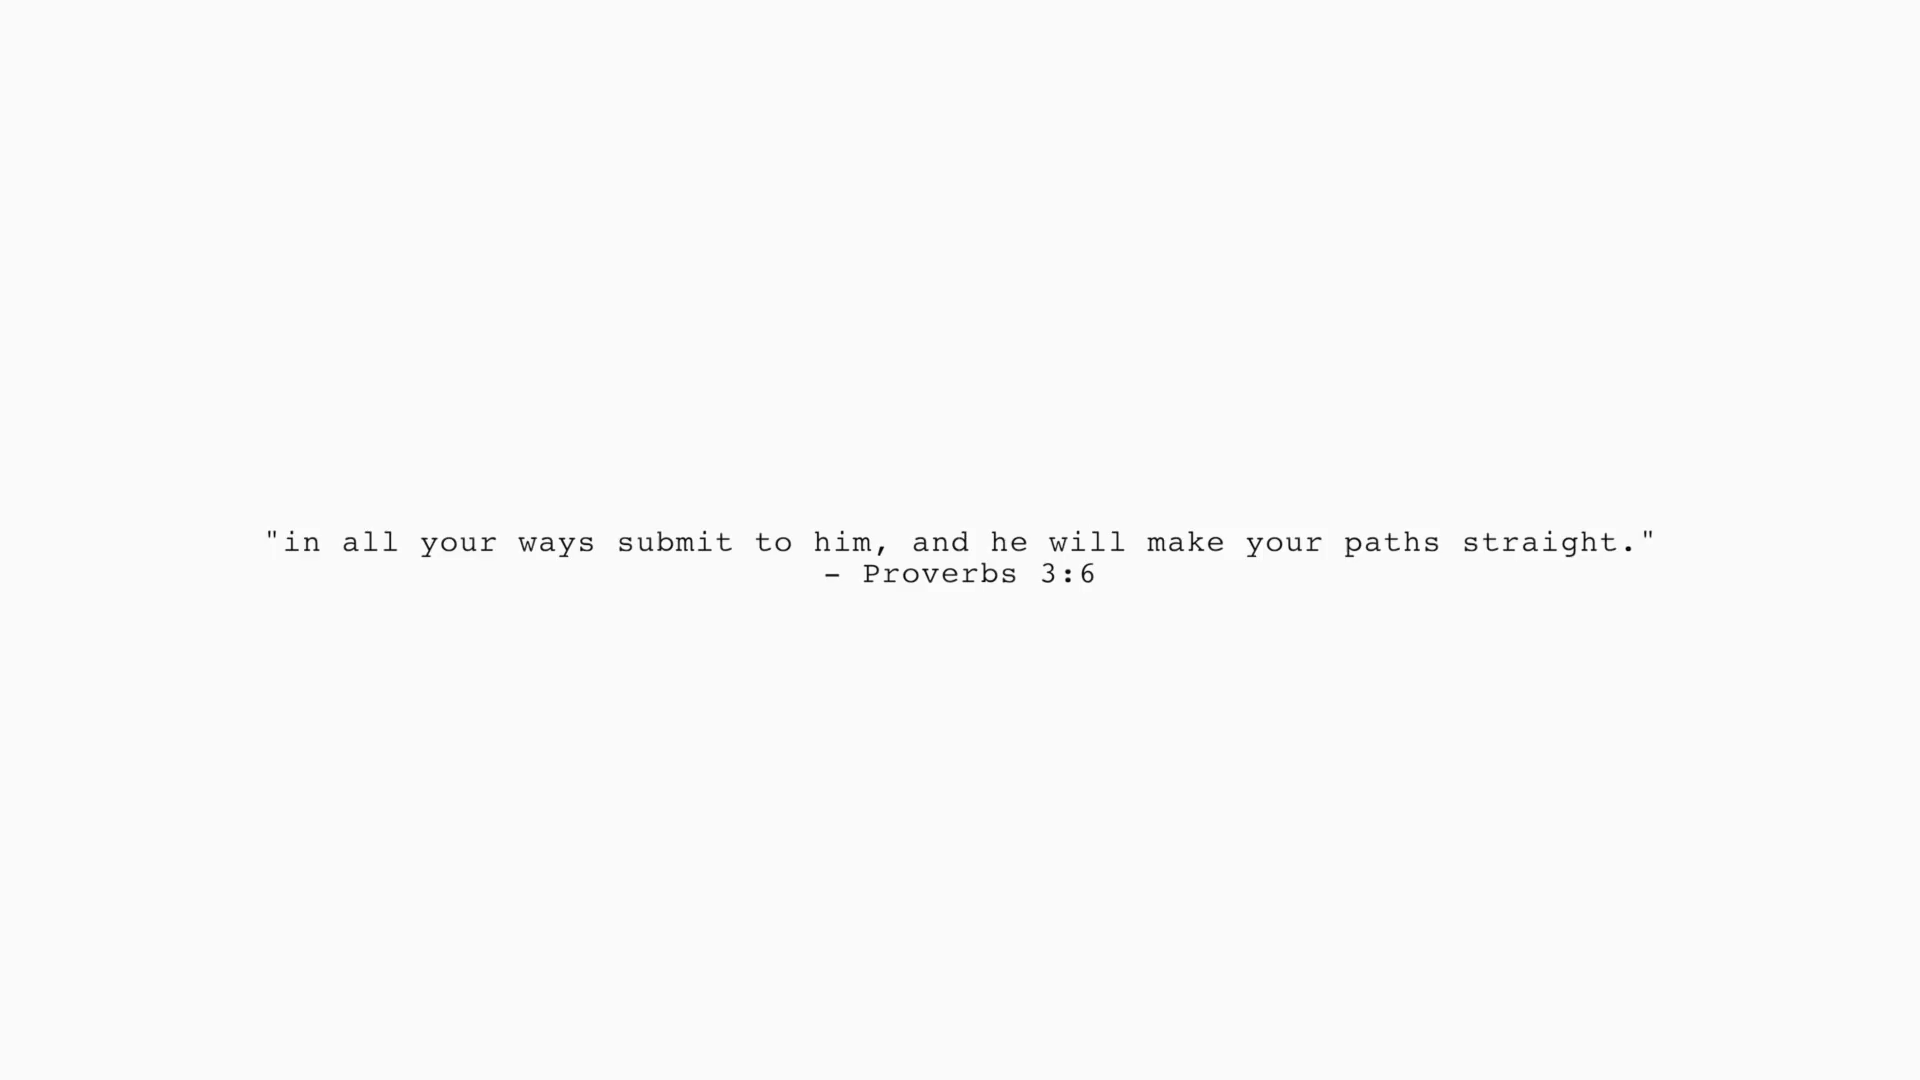 "in all your ways submit to him, and he will make your paths straight."
– Proverbs 3:6